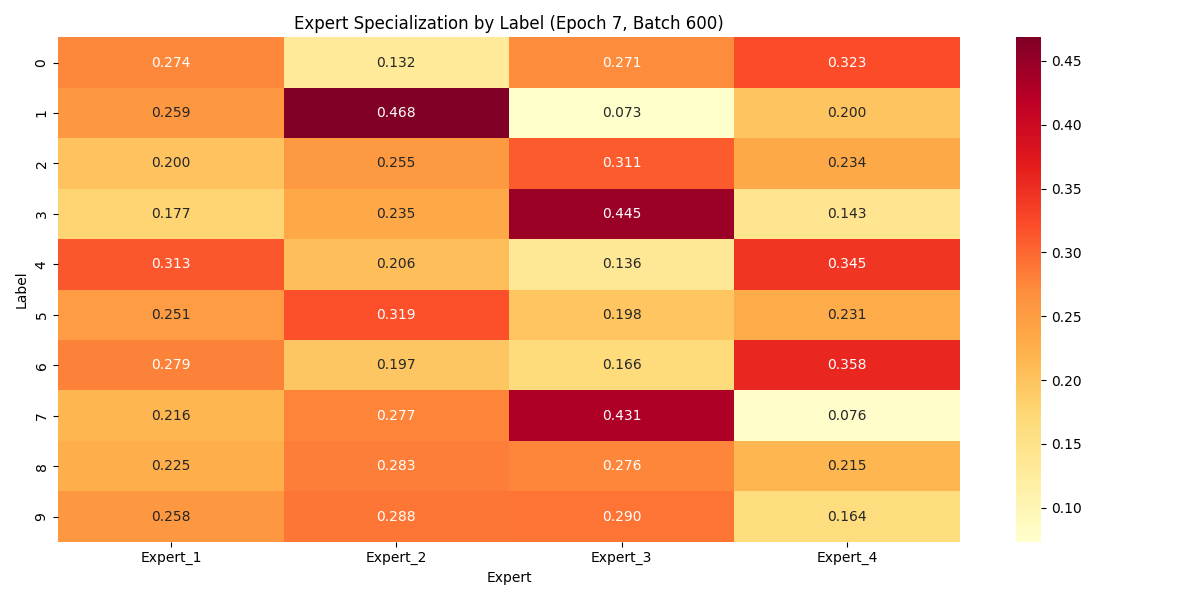 Expert Specialization by Label (Epoch 7, Batch 600)
Label
0 0.274 0.132 0.271 0.323
1 0.259 0.468 0.073 0.200
2 0.200 0.255 0.311 0.234
3 0.177 0.235 0.445 0.143
4 0.313 0.206 0.136 0.345
5 0.251 0.319 0.198 0.231
6 0.279 0.197 0.166 0.358
7 0.216 0.277 0.431 0.076
8 0.225 0.283 0.276 0.215
9 0.258 0.288 0.290 0.164
Expert_1 Expert_2 Expert_3 Expert_4
Expert
0.45
0.40
0.35
0.30
0.25
0.20
0.15
0.10